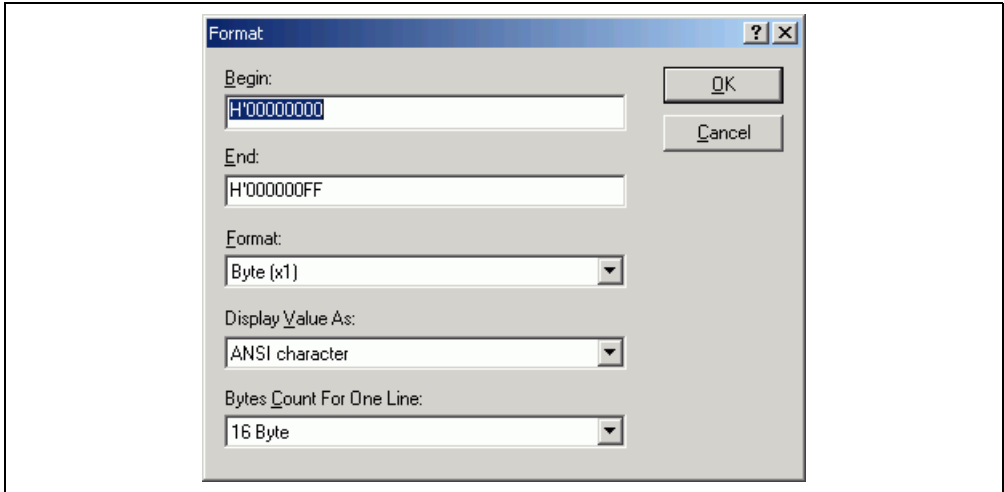 Format
Begin:
OK
H'00000000
Cancel
End:
H'000000FF
Format:
Byte (x1)
Display Value As:
ANSI character
Bytes Count For One Line:
16 Byte